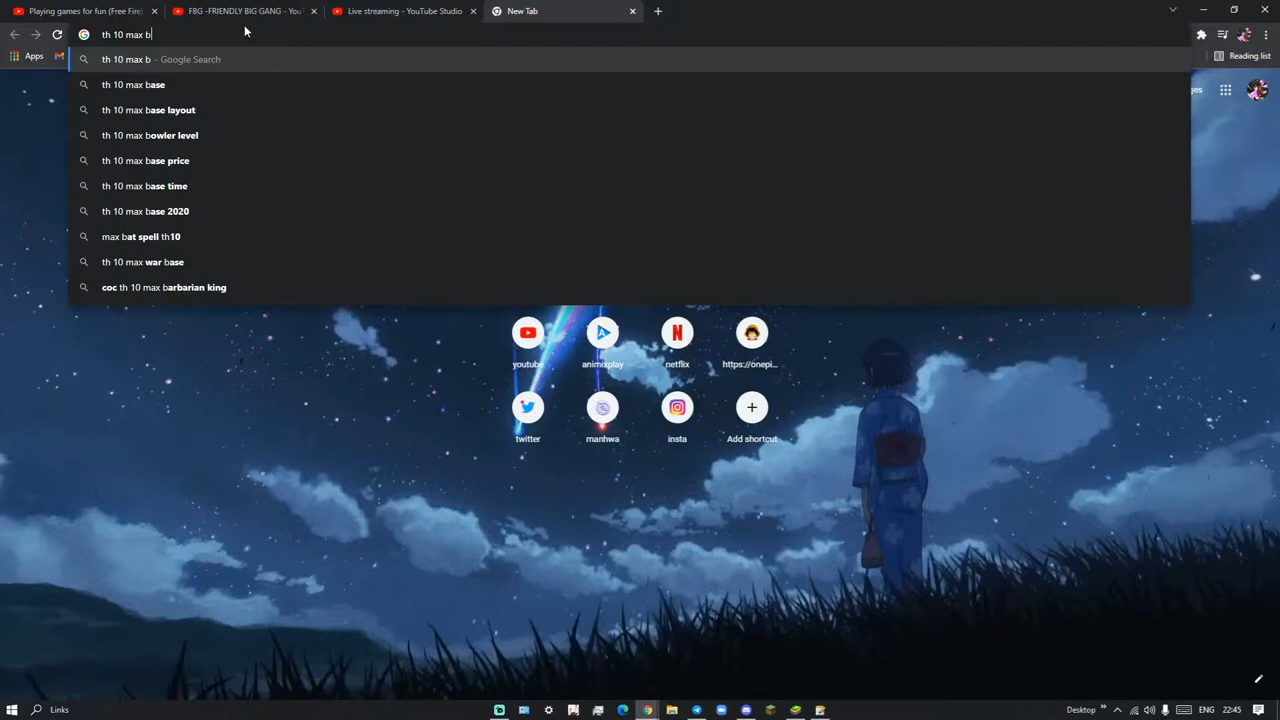 Playing games for fun (Free Fire)
FBG -FRIENDLY BIG GANG - YouT
Live streaming - YouTube Studio
New Tab
th 10 max b
Apps
Reading list
th 10 max b - Google Search
th 10 max base
ges
th 10 max base layout
th 10 max bowler level
th 10 max base price
th 10 max base time
th 10 max base 2020
max bat spell th10
th 10 max war base
coc th 10 max barbarian king
youtube
animixplay
netflix
https://onepi...
twitter
manhwa
insta
Add shortcut
Links
Desktop
22:45